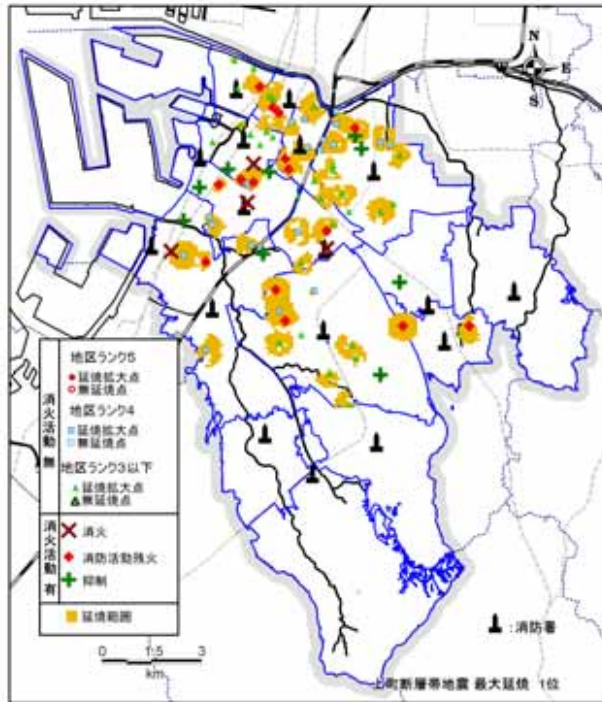 N
E
S
消火活動 無
地区ランク5
延焼拡大点
無延焼点
地区ランク4
延焼拡大点
無延焼点
地区ランク3以下
延焼拡大点
無延焼点
消火活動 有
消火
消防活動残火
抑制
延焼範囲
:消防署
0 1.5 3
km
上町断層帯地震 最大延焼 1位